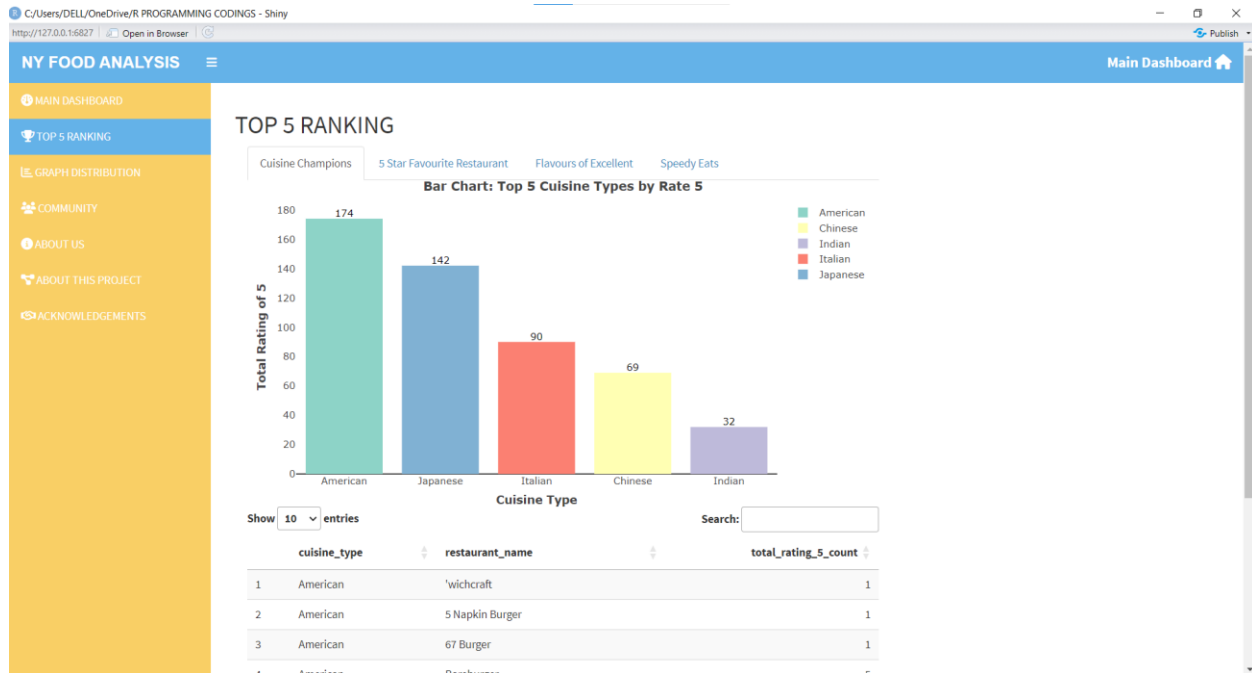 C:/Users/DELL/OneDrive/R PROGRAMMING CODINGS - Shiny
http://127.0.0.1:6827 Open in Browser Publish
NY FOOD ANALYSIS Main Dashboard
MAIN DASHBOARD
TOP 5 RANKING
GRAPH DISTRIBUTION
COMMUNITY
ABOUT US
ABOUT THIS PROJECT
ACKNOWLEDGEMENTS
TOP 5 RANKING
Cuisine Champions 5 Star Favourite Restaurant Flavours of Excellent Speedy Eats
Bar Chart: Top 5 Cuisine Types by Rate 5
Total Rating of 5
180
160
140
120
100
80
60
40
20
0
174
142
90
69
32
American
Chinese
Indian
Italian
Japanese
American Japanese Italian Chinese Indian
Cuisine Type
Show 10 entries Search:
cuisine_type restaurant_name total_rating_5_count
1 American 'wichcraft 1
2 American 5 Napkin Burger 1
3 American 67 Burger 1